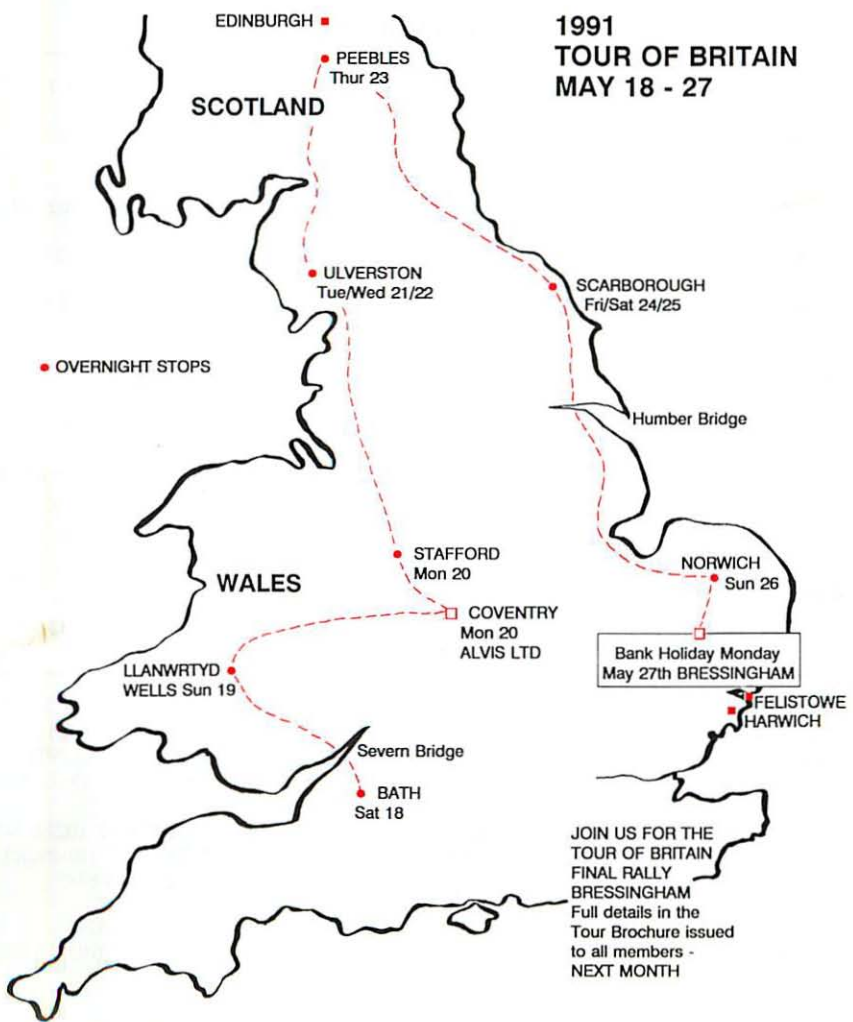 1991
TOUR OF BRITAIN
MAY 18 - 27
EDINBURGH
PEEBLES
Thur 23
SCOTLAND
ULVERSTON
Tue/Wed 21/22
SCARBOROUGH
Fri/Sat 24/25
OVERNIGHT STOPS
Humber Bridge
STAFFORD
Mon 20
NORWICH
Sun 26
WALES
COVENTRY
Mon 20
ALVIS LTD
Bank Holiday Monday
May 27th BRESSINGHAM
LLANWRTYD
WELLS Sun 19
FELISTOWE
HARWICH
Severn Bridge
BATH
Sat 18
JOIN US FOR THE
TOUR OF BRITAIN
FINAL RALLY
BRESSINGHAM
Full details in the
Tour Brochure issued
to all members -
NEXT MONTH